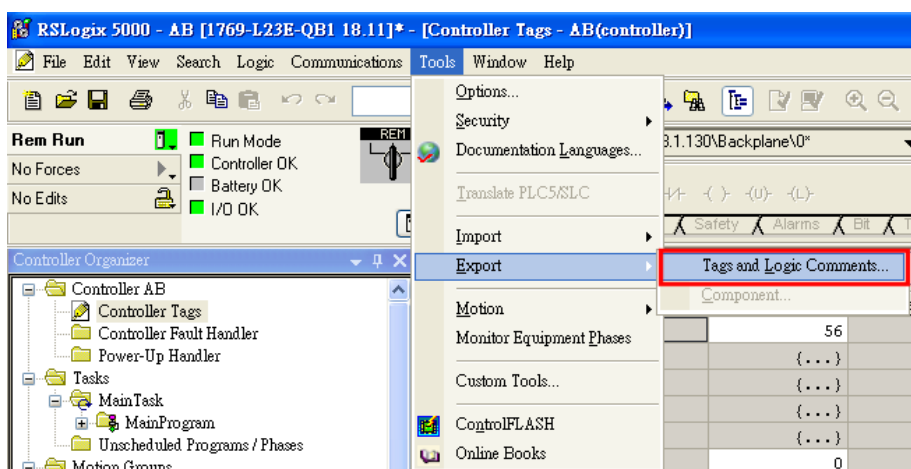 RSLogix 5000 - AB [1769-L23E-QB1 18.11]* - [Controller Tags - AB(controller)]
File Edit View Search Logic Communications Tools Window Help
Options...
Security
Documentation Languages...
Translate PLC5/SLC
Import
Export
Motion
Monitor Equipment Phases
Custom Tools...
ControlFLASH
Online Books
Tags and Logic Comments...
Component...
Rem Run
No Forces
No Edits
Run Mode
Controller OK
Battery OK
I/O OK
REM
3.1.130\Backplane\0*
Safety Alarms Bit
Controller Organizer
Controller AB
Controller Tags
Controller Fault Handler
Power-Up Handler
Tasks
MainTask
MainProgram
Unscheduled Programs / Phases
Motion Groups
56
{...}
{...}
{...}
{...}
0